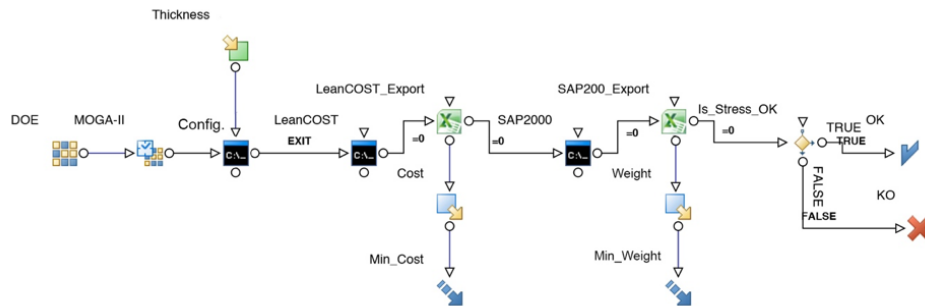 Thickness
LeanCOST_Export
SAP200_Export
Is_Stress_OK
DOE
MOGA-II
Config.
LeanCOST
SAP2000
OK
TRUE
TRUE
EXIT
=0
=0
=0
=0
C:\...
C:\...
C:\...
Cost
Weight
FALSE
KO
FALSE
Min_Cost
Min_Weight